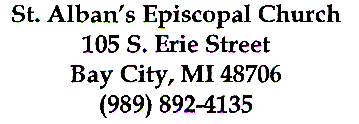 St. Alban's Episcopal Church
105 S. Erie Street
Bay City, MI 48706
(989) 892-4135